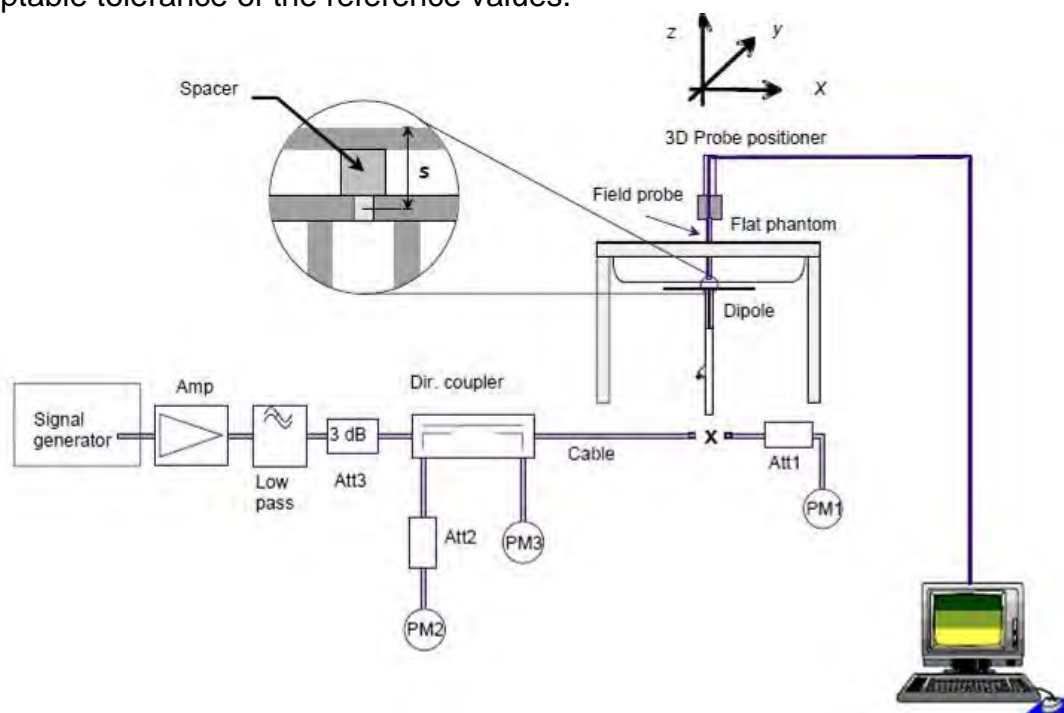 ptable tolerance of the reference values.
z
y
X
Spacer
s
3D Probe positioner
Field probe
Flat phantom
Dipole
Dir. coupler
Amp
Signal
generator
3 dB
Low
pass
Att3
Cable
x
Att1
PM1
Att2
PM3
PM2